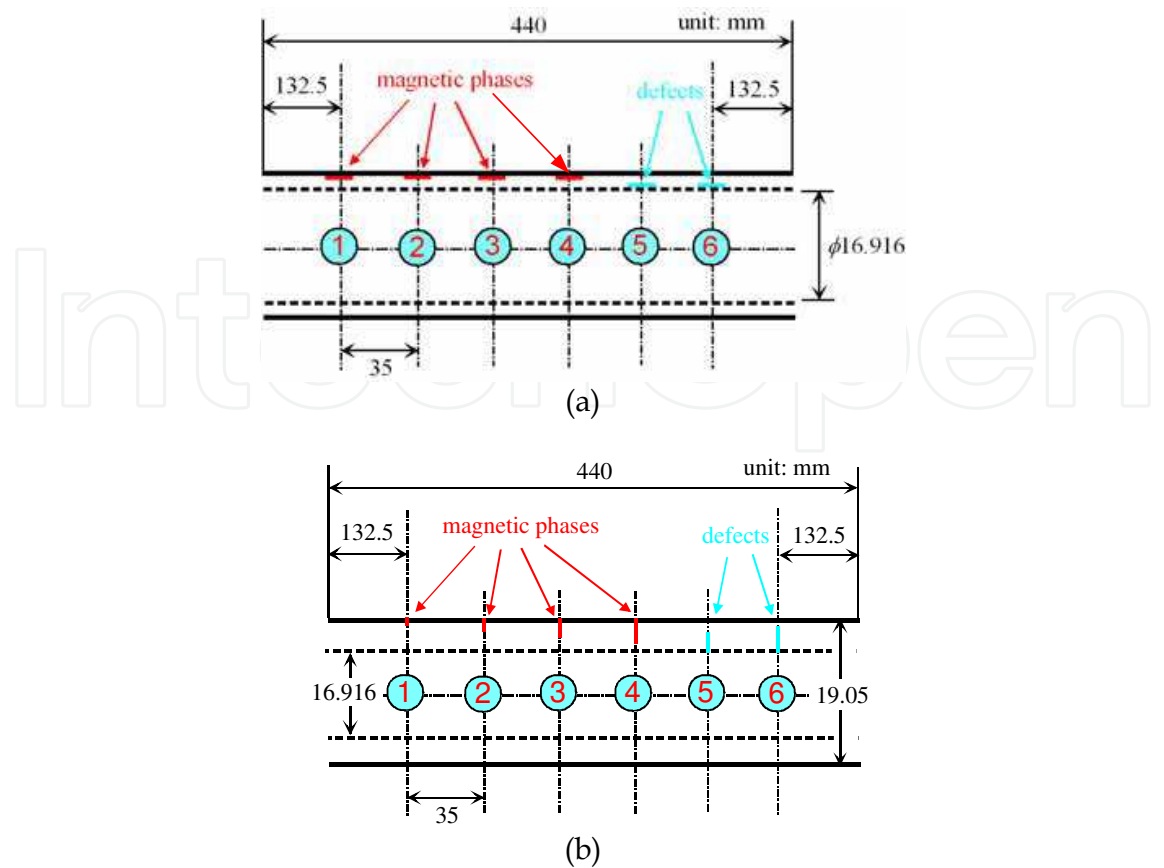 440 unit: mm
132.5 magnetic phases defects 132.5
1 2 3 4 5 6
ϕ16.916
35
(a)
440 unit: mm
132.5 magnetic phases defects 132.5
16.916 1 2 3 4 5 6 19.05
35
(b)
IntechOpen